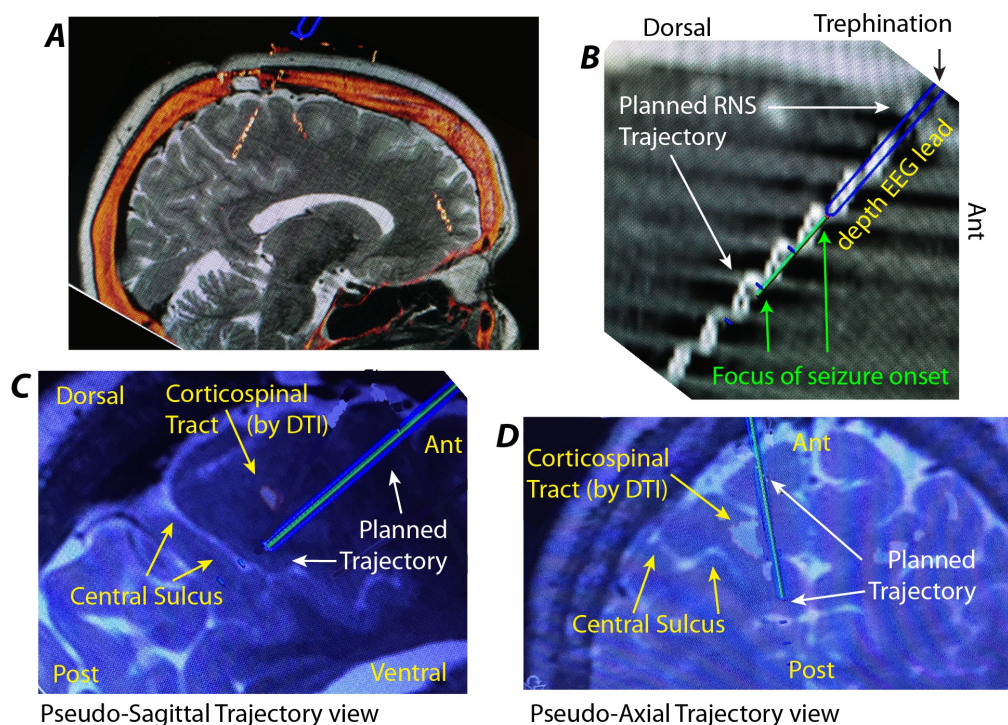 A
B
Dorsal
Trephination
Planned RNS
Trajectory
depth EEG lead
Ant
Focus of seizure onset
C
Dorsal
Corticospinal
Tract (by DTI)
Ant
Planned
Trajectory
Central Sulcus
Post
Ventral
Pseudo-Sagittal Trajectory view
D
Ant
Corticospinal
Tract (by DTI)
Planned
Trajectory
Central Sulcus
Post
Pseudo-Axial Trajectory view